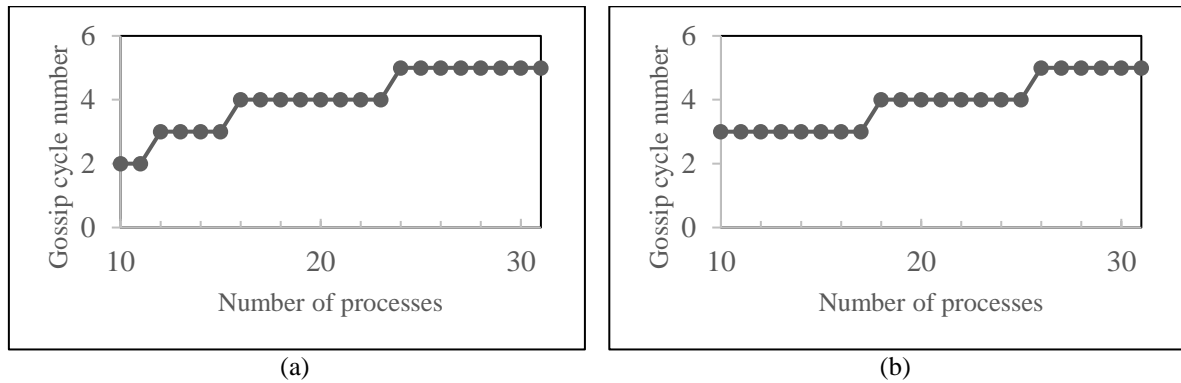 6
4
2
0
10 20 30
Gossip cycle number
Number of processes
(a)
6
4
2
0
10 20 30
Gossip cycle number
Number of processes
(b)